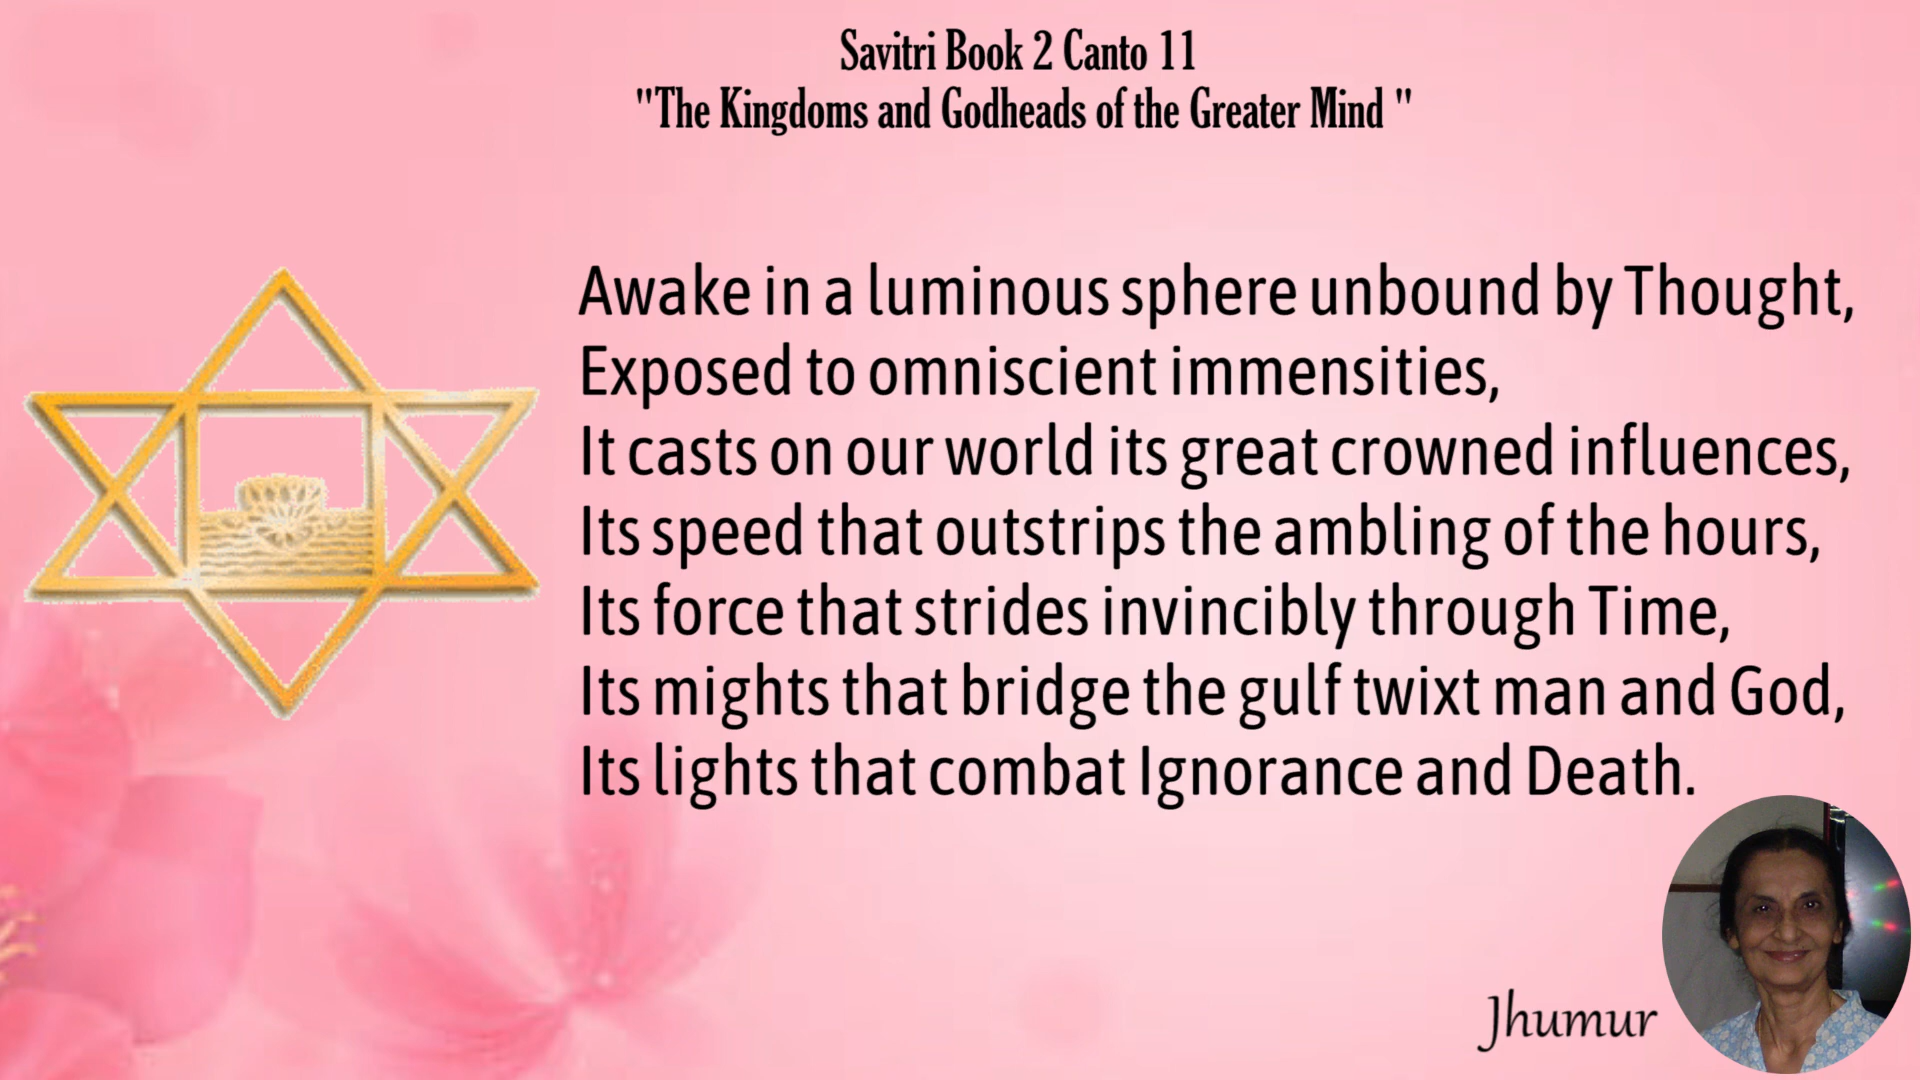 Savitri Book 2 Canto 11
"The Kingdoms and Godheads of the Greater Mind "
Awake in a luminous sphere unbound by Thought,
Exposed to omniscient immensities,
It casts on our world its great crowned influences,
Its speed that outstrips the ambling of the hours,
Its force that strides invincibly through Time,
Its mights that bridge the gulf twixt man and God,
Its lights that combat Ignorance and Death.
Jhumur